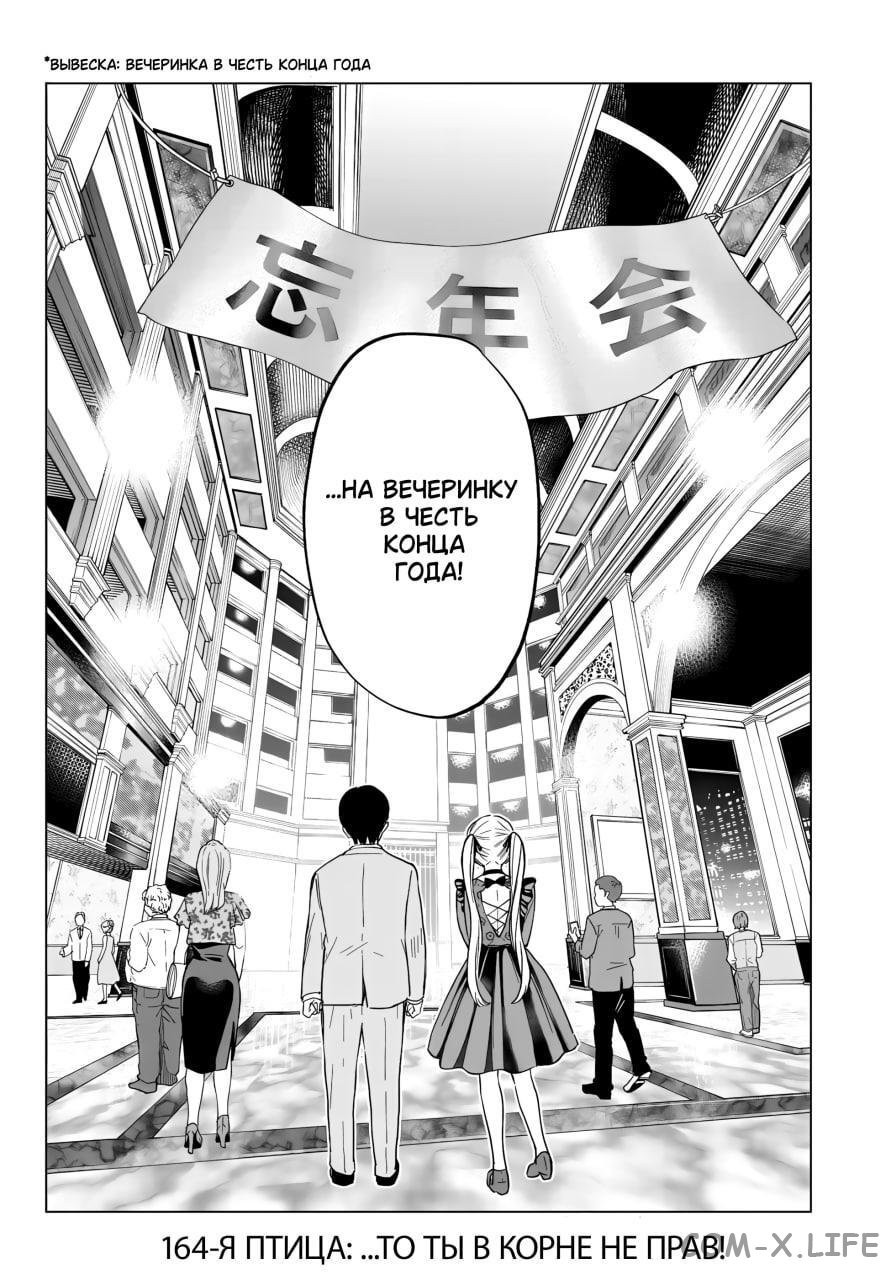 *ВЫВЕСКА: ВЕЧЕРИНКА В ЧЕСТЬ КОНЦА ГОДА
忘年会
...НА ВЕЧЕРИНКУ
В ЧЕСТЬ
КОНЦА
ГОДА!
164-Я ПТИЦА: ...ТО ТЫ В КОРНЕ НЕ ПРАВ!
COM-X.LIFE